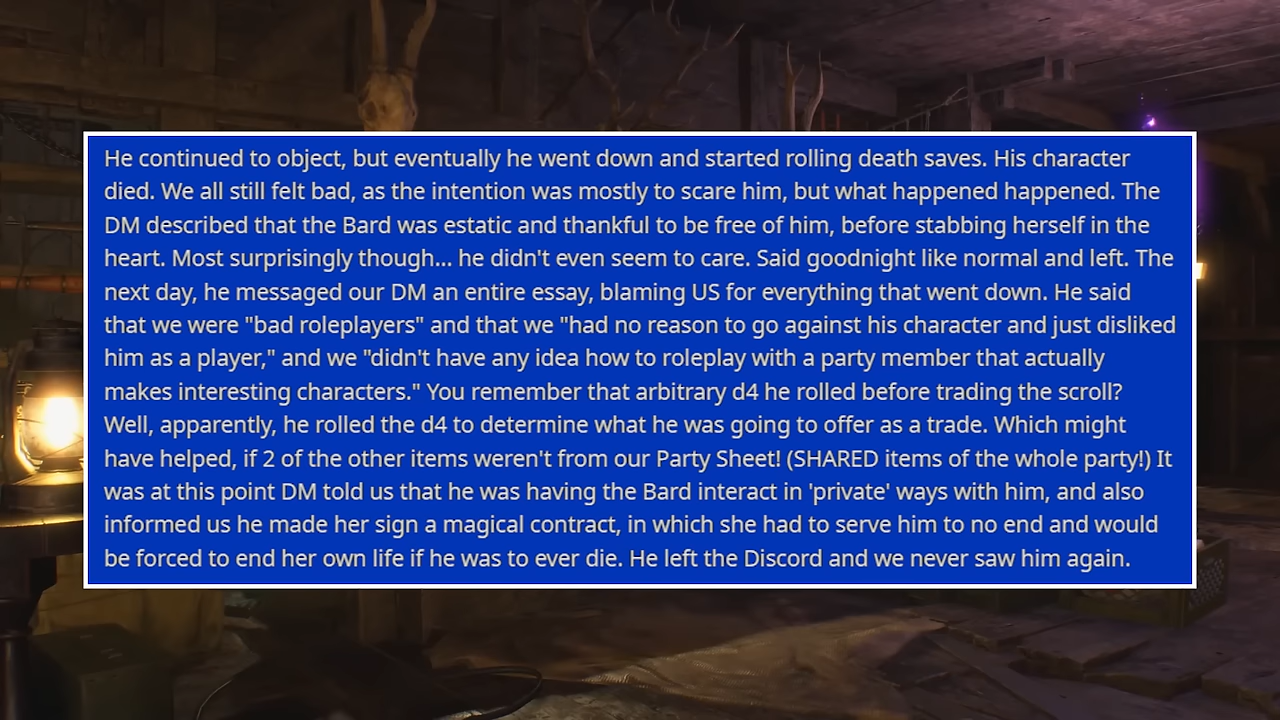 He continued to object, but eventually he went down and started rolling death saves. His character
died. We all still felt bad, as the intention was mostly to scare him, but what happened happened. The
DM described that the Bard was estatic and thankful to be free of him, before stabbing herself in the
heart. Most surprisingly though... he didn't even seem to care. Said goodnight like normal and left. The
next day, he messaged our DM an entire essay, blaming US for everything that went down. He said
that we were "bad roleplayers" and that we "had no reason to go against his character and just disliked
him as a player," and we "didn't have any idea how to roleplay with a party member that actually
makes interesting characters." You remember that arbitrary d4 he rolled before trading the scroll?
Well, apparently, he rolled the d4 to determine what he was going to offer as a trade. Which might
have helped, if 2 of the other items weren't from our Party Sheet! (SHARED items of the whole party!) It
was at this point DM told us that he was having the Bard interact in 'private' ways with him, and also
informed us he made her sign a magical contract, in which she had to serve him to no end and would
be forced to end her own life if he was to ever die. He left the Discord and we never saw him again.